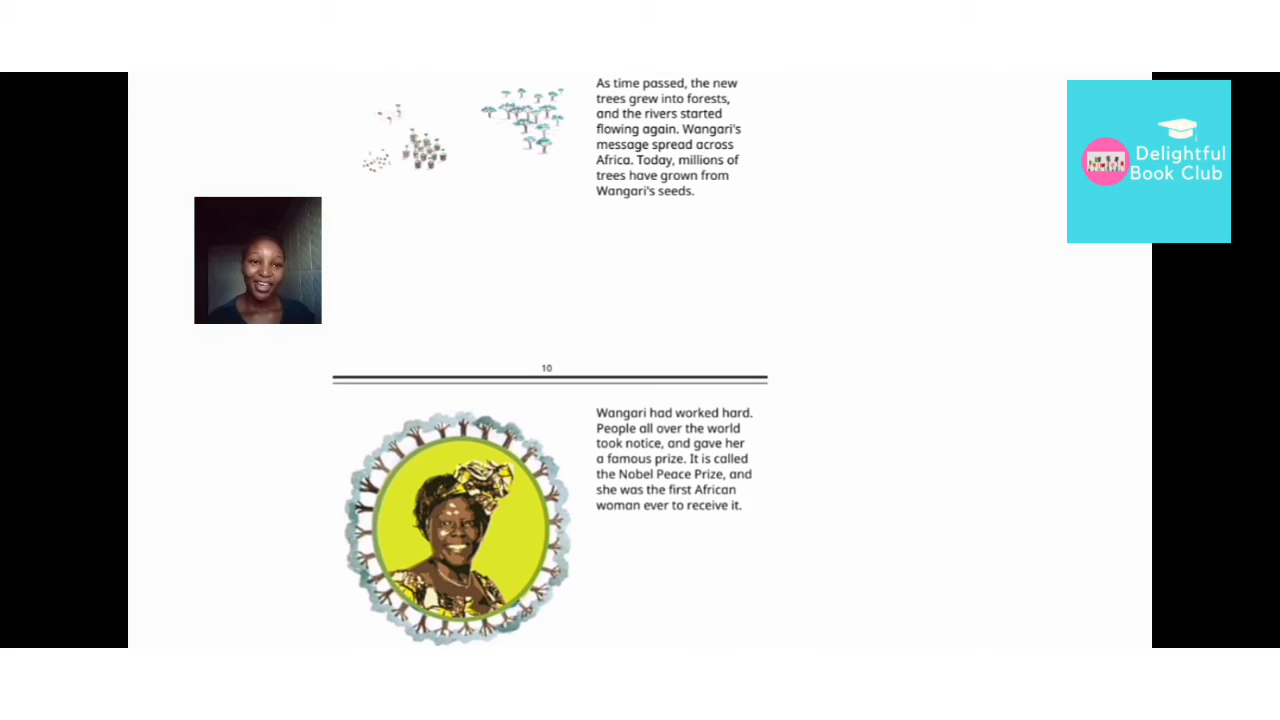 As time passed, the new
trees grew into forests,
and the rivers started
flowing again. Wangari's
message spread across
Africa. Today, millions of
trees have grown from
Wangari's seeds.
Delightful
Book Club
10
Wangari had worked hard.
People all over the world
took notice, and gave her
a famous prize. It is called
the Nobel Peace Prize, and
she was the first African
woman ever to receive it.